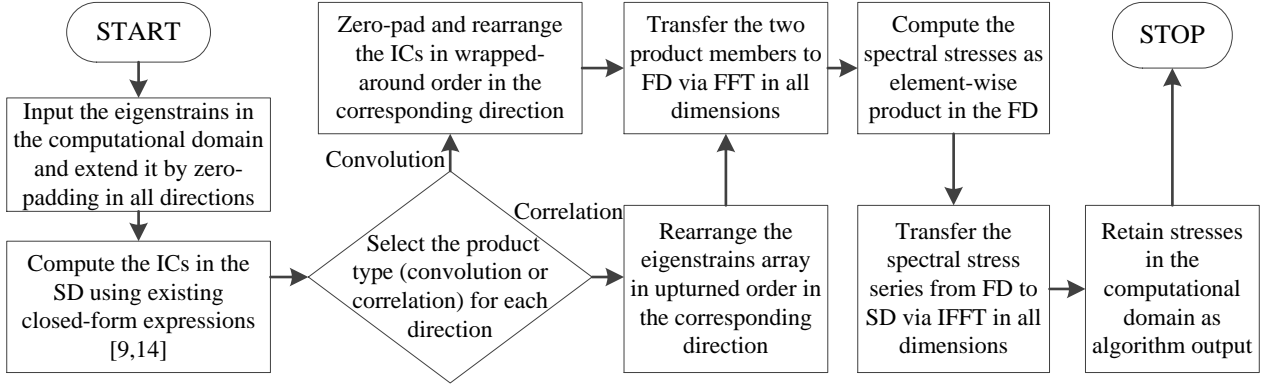 START
Input the eigenstrains in
the computational domain
and extend it by zero-
padding in all directions
Compute the ICs in the
SD using existing
closed-form expressions
[9,14]
Select the product
type (convolution or
correlation) for each
direction
Convolution
Zero-pad and rearrange
the ICs in wrapped-
around order in the
corresponding direction
Correlation
Rearrange the
eigenstrains array
in upturned order in
the corresponding
direction
Transfer the two
product members to
FD via FFT in all
dimensions
Compute the
spectral stresses as
element-wise
product in the FD
Transfer the
spectral stress
series from FD to
SD via IFFT in all
dimensions
Retain stresses
in the
computational
domain as
algorithm output
STOP